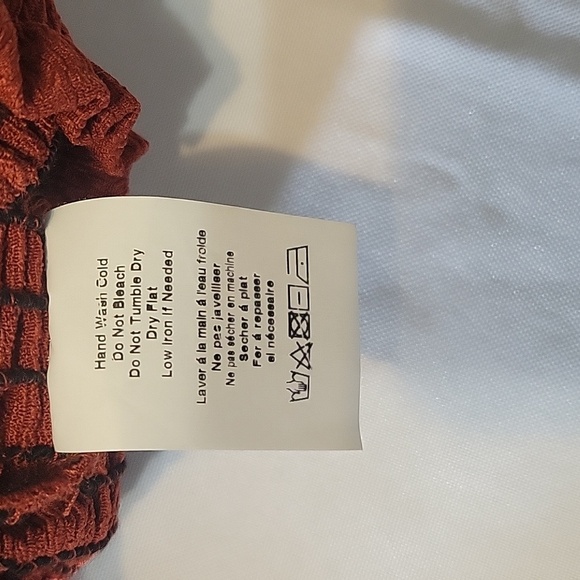 Hand Wash Cold
Do Not Bleach
Do Not Tumble Dry
Dry Flat
Low Iron If Needed
Laver á la main á l'eau froide
Ne pas javelliser
Ne pas sécher en machine
Secher á plat
Fer á repasser
si nécessaire